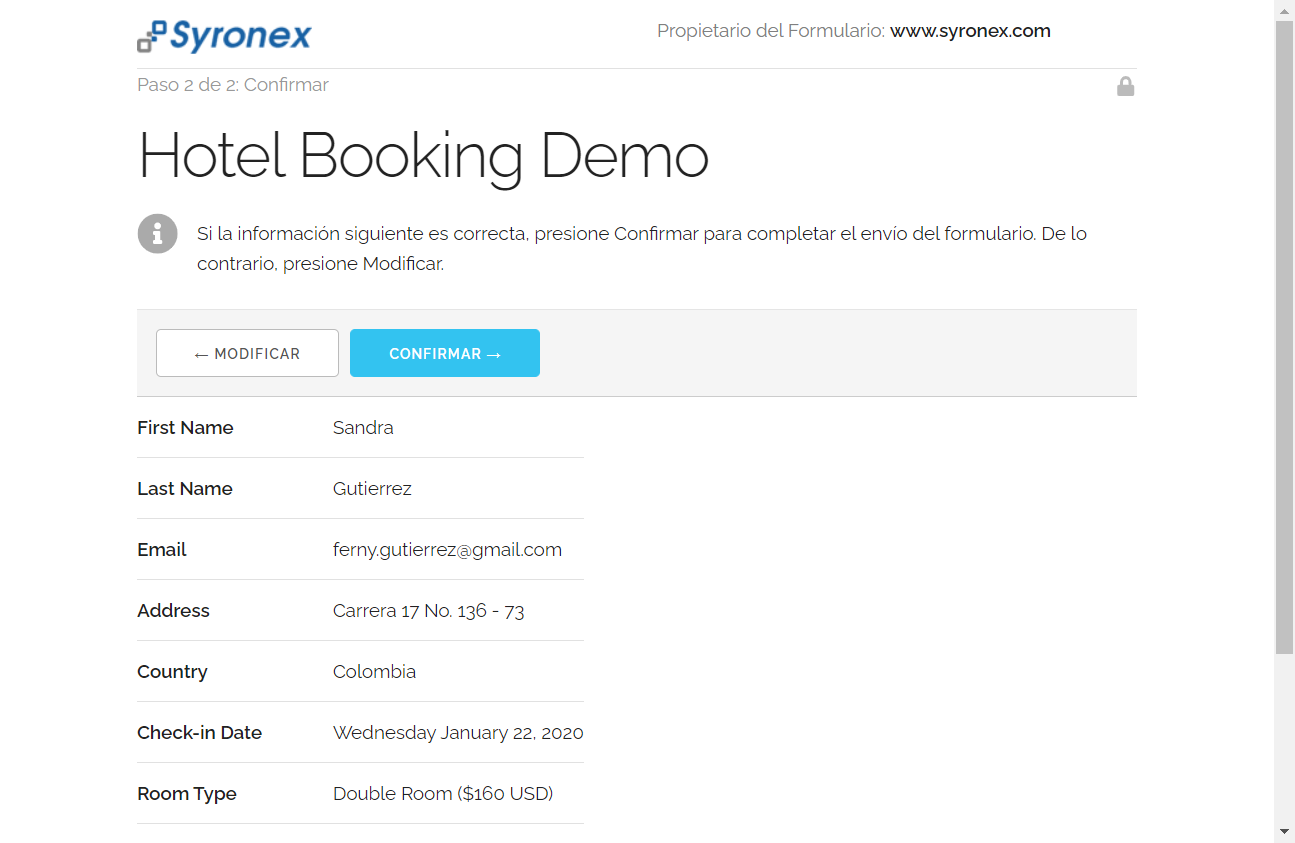 Syronex
Propietario del Formulario: www.syronex.com
Paso 2 de 2: Confirmar
Hotel Booking Demo
Si la información siguiente es correcta, presione Confirmar para completar el envío del formulario. De lo
contrario, presione Modificar.
← MODIFICAR CONFIRMAR →
First Name Sandra
Last Name Gutierrez
Email ferny.gutierrez@gmail.com
Address Carrera 17 No. 136 - 73
Country Colombia
Check-in Date Wednesday January 22, 2020
Room Type Double Room ($160 USD)